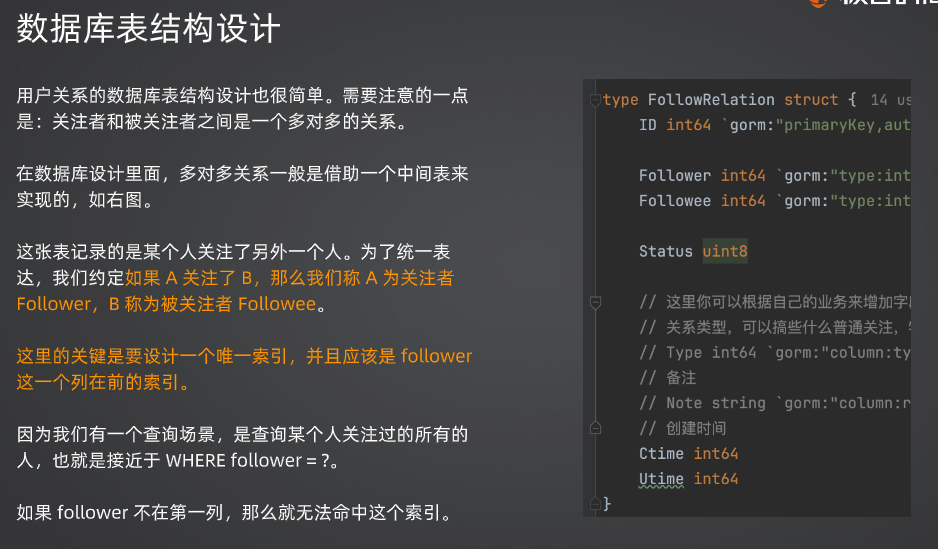 数据库表结构设计
用户关系的数据库表结构设计也很简单。需要注意的一点
是：关注者和被关注者之间是一个多对多的关系。
在数据库设计里面，多对多关系一般是借助一个中间表来
实现的，如右图。
这张表记录的是某个人关注了另外一个人。为了统一表
达，我们约定如果 A 关注了 B，那么我们称 A 为关注者
Follower，B 称为被关注者 Followee。
这里的关键是要设计一个唯一索引，并且应该是 follower
这一个列在前的索引。
因为我们有一个查询场景，是查询某个人关注过的所有的
人，也就是接近于 WHERE follower = ?。
如果 follower 不在第一列，那么就无法命中这个索引。
type FollowRelation struct { 14 us
ID int64 `gorm:"primaryKey,aut
Follower int64 `gorm:"type:int
Followee int64 `gorm:"type:int
Status uint8
// 这里你可以根据自己的业务来增加字
// 关系类型，可以搞些什么普通关注，
// Type int64 `gorm:"column:ty
// 备注
// Note string `gorm:"column:r
// 创建时间
Ctime int64
Utime int64
}